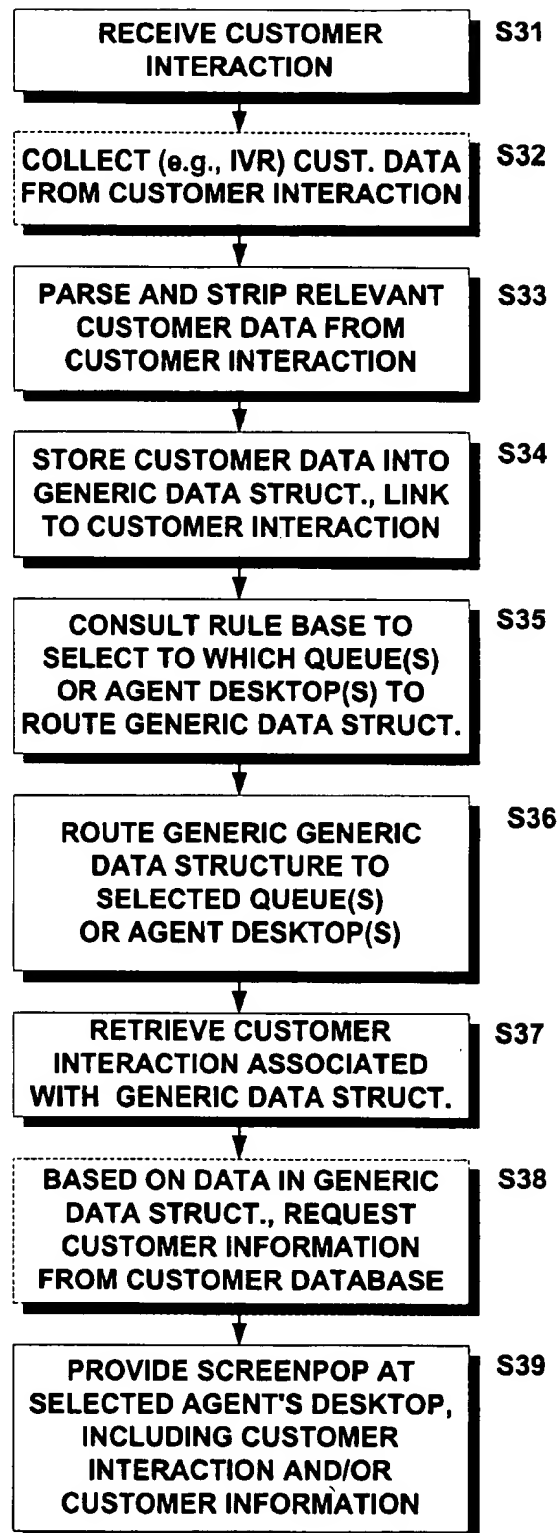 RECEIVE CUSTOMER
INTERACTION
S31
COLLECT (e.g., IVR) CUST. DATA
FROM CUSTOMER INTERACTION
S32
PARSE AND STRIP RELEVANT
CUSTOMER DATA FROM
CUSTOMER INTERACTION
S33
STORE CUSTOMER DATA INTO
GENERIC DATA STRUCT., LINK
TO CUSTOMER INTERACTION
S34
CONSULT RULE BASE TO
SELECT TO WHICH QUEUE(S)
OR AGENT DESKTOP(S) TO
ROUTE GENERIC DATA STRUCT.
S35
ROUTE GENERIC GENERIC
DATA STRUCTURE TO
SELECTED QUEUE(S)
OR AGENT DESKTOP(S)
S36
RETRIEVE CUSTOMER
INTERACTION ASSOCIATED
WITH GENERIC DATA STRUCT.
S37
BASED ON DATA IN GENERIC
DATA STRUCT., REQUEST
CUSTOMER INFORMATION
FROM CUSTOMER DATABASE
S38
PROVIDE SCREENPOP AT
SELECTED AGENT'S DESKTOP,
INCLUDING CUSTOMER
INTERACTION AND/OR
CUSTOMER INFORMATION
S39